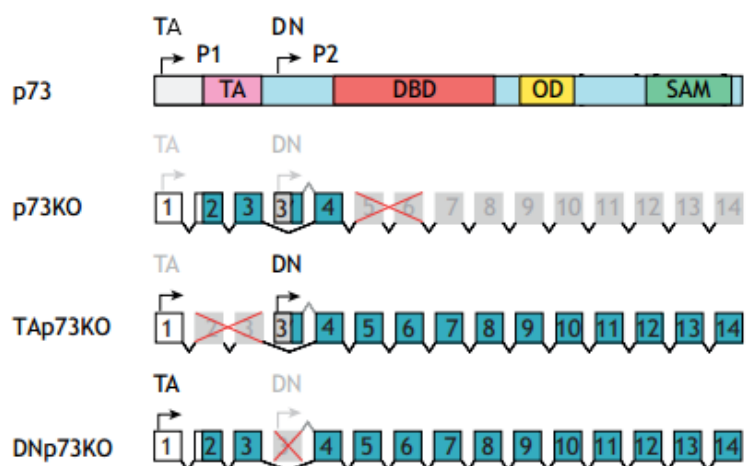 TA DN
P1 P2
p73 TA DBD OD SAM
TA DN
p73KO 1 2 3 3' 4 5 6 7 8 9 10 11 12 13 14
TA DN
TAp73KO 1 2 3 3' 4 5 6 7 8 9 10 11 12 13 14
TA DN
DNp73KO 1 2 3 4 5 6 7 8 9 10 11 12 13 14